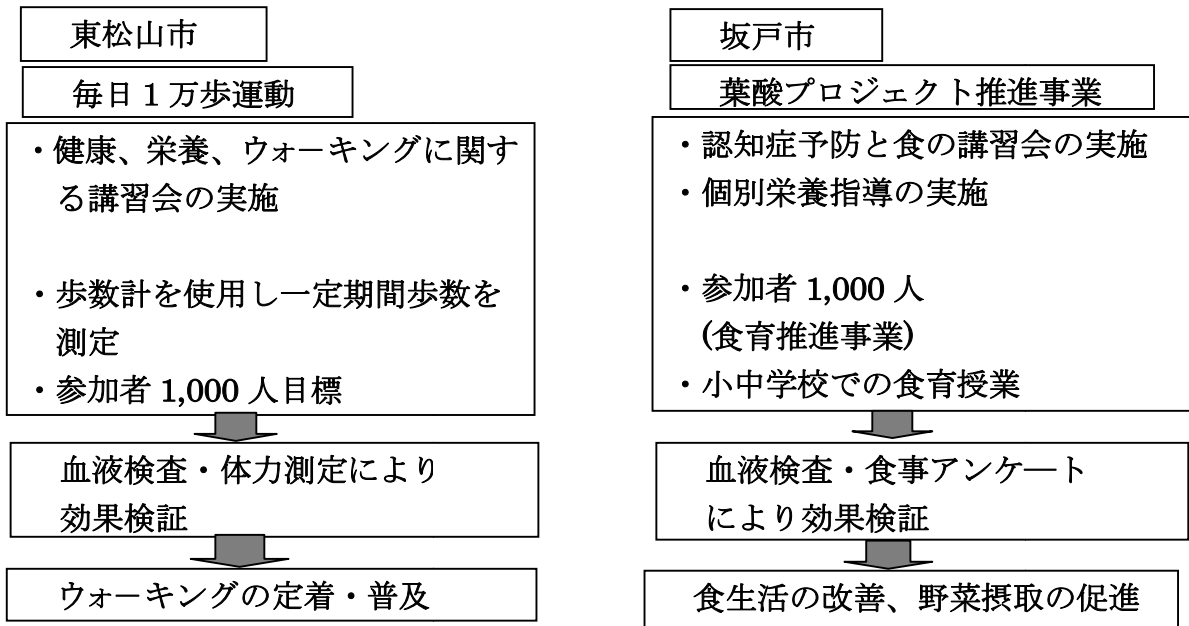 東松山市
毎日１万歩運動
・健康、栄養、ウォーキングに関す
る講習会の実施
・歩数計を使用し一定期間歩数を
測定
・参加者 1,000 人目標
血液検査・体力測定により
効果検証
ウォーキングの定着・普及
坂戸市
葉酸プロジェクト推進事業
・認知症予防と食の講習会の実施
・個別栄養指導の実施
・参加者 1,000 人
(食育推進事業)
・小中学校での食育授業
血液検査・食事アンケート
により効果検証
食生活の改善、野菜摂取の促進